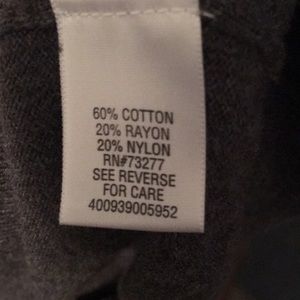 60% COTTON
20% RAYON
20% NYLON
RN#73277
SEE REVERSE
FOR CARE
400939005952